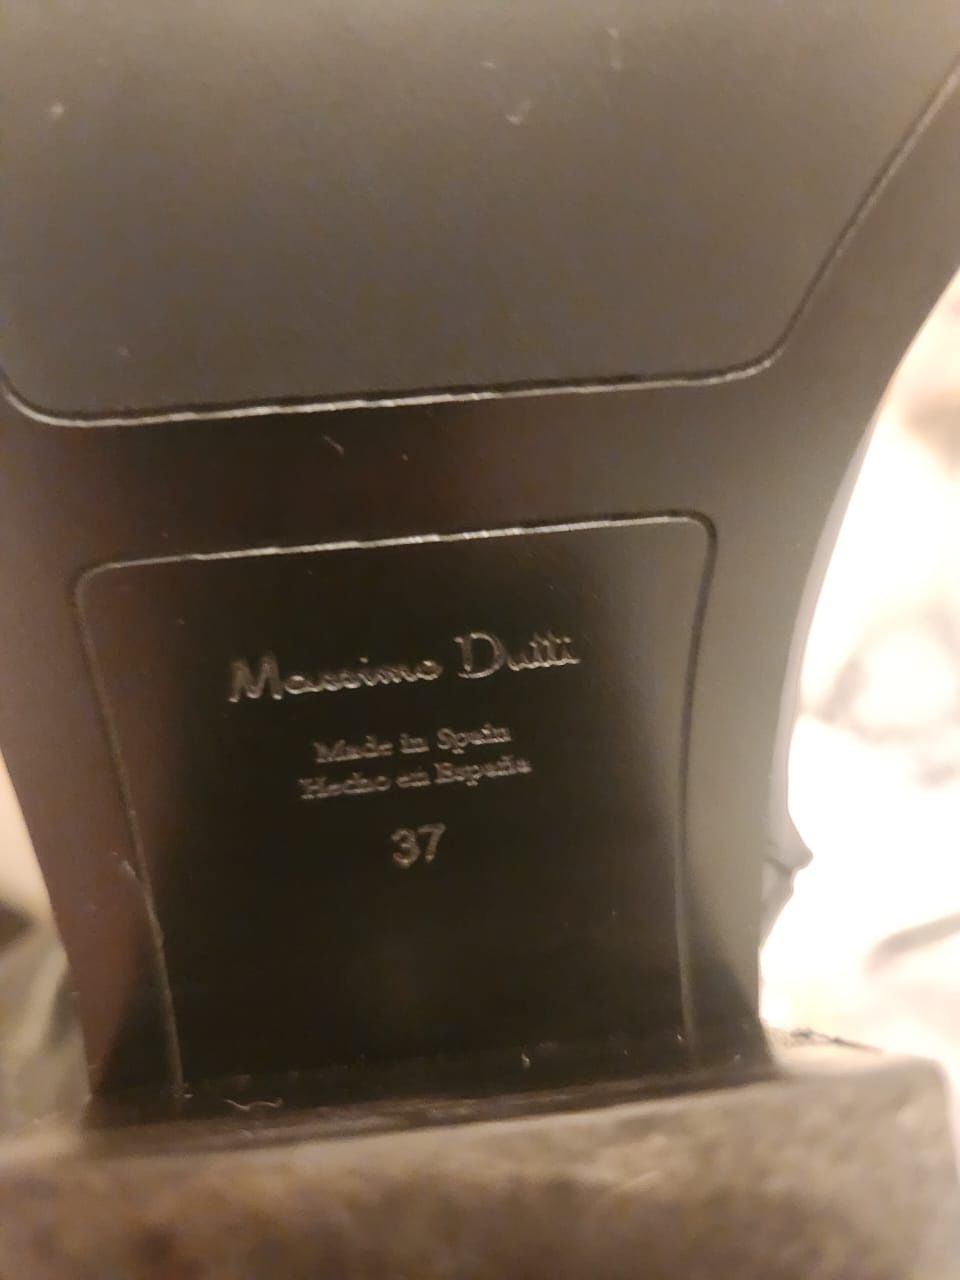 Massimo Dutti
Made in Spain
Hecho en España
37